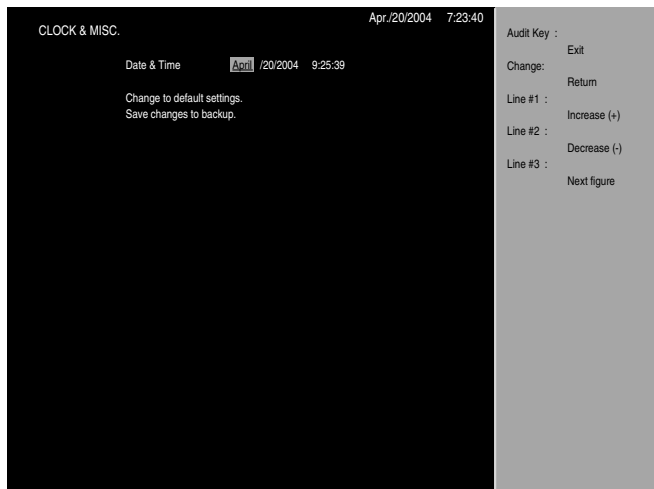 Apr./20/2004 7:23:40
CLOCK & MISC.
Date & Time April /20/2004 9:25:39
Change to default settings.
Save changes to backup.
Audit Key :
Exit
Change:
Return
Line #1 :
Increase (+)
Line #2 :
Decrease (-)
Line #3 :
Next figure